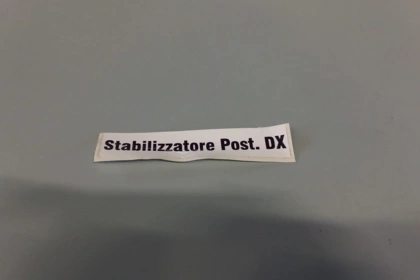 Stabilizzatore Post. DX